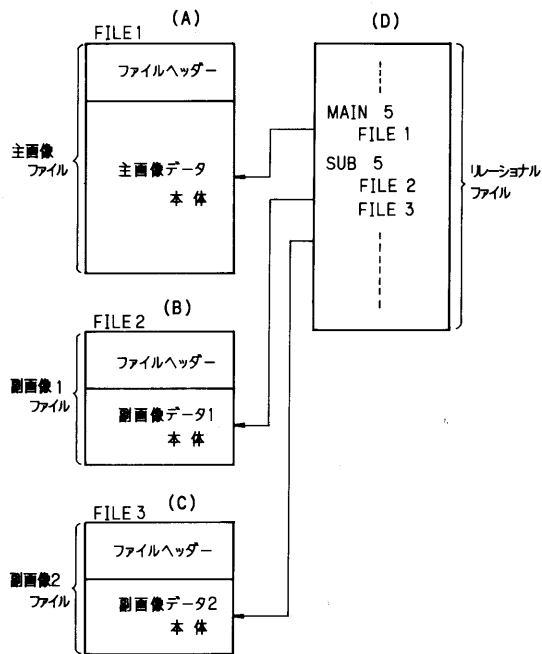 (A)
FILE1
ファイルヘッダー
主画像データ
本体
主画像
ファイル
(D)
MAIN 5
FILE 1
SUB 5
FILE 2
FILE 3
リレーショナル
ファイル
(B)
FILE2
ファイルヘッダー
副画像データ1
本体
副画像1
ファイル
(C)
FILE3
ファイルヘッダー
副画像データ2
本体
副画像2
ファイル